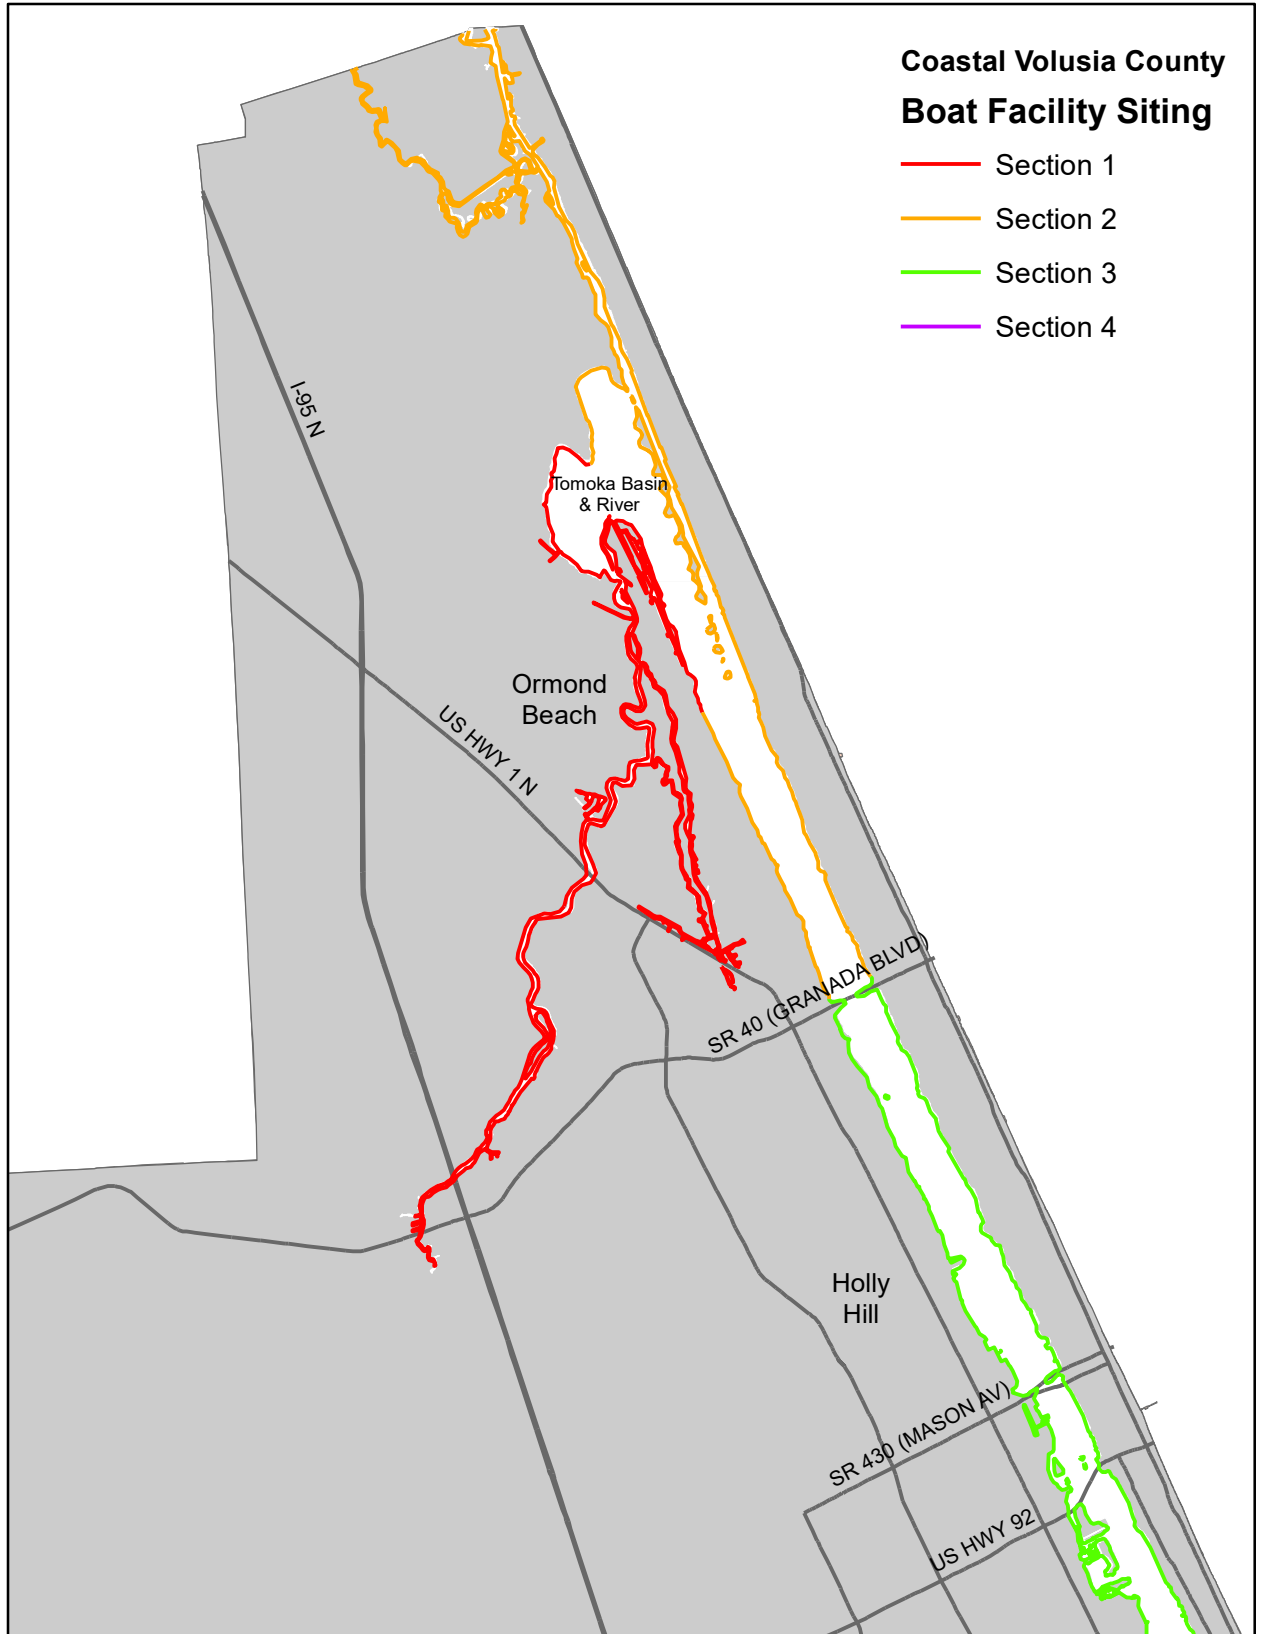 Coastal Volusia County
Boat Facility Siting
Section 1
Section 2
Section 3
Section 4
I-95 N
Tomoka Basin
& River
Ormond
Beach
US HWY 1 N
SR 40 (GRANADA BLVD)
Holly
Hill
SR 430 (MASON AV)
US HWY 92